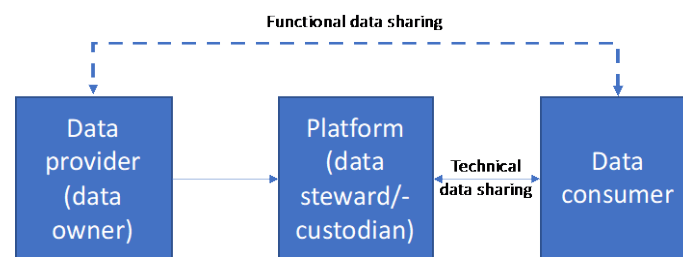 Functional data sharing
Data
provider
(data
owner)
Platform
(data
steward/-
custodian)
Technical
data sharing
Data
consumer